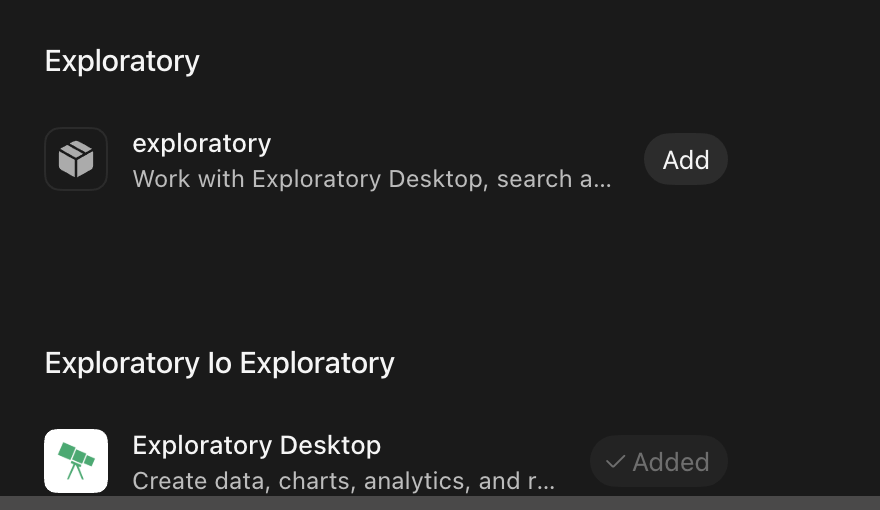 Exploratory
exploratory
Add
Work with Exploratory Desktop, search a...
Exploratory Io Exploratory
Exploratory Desktop
Added
Create data, charts, analytics, and r...